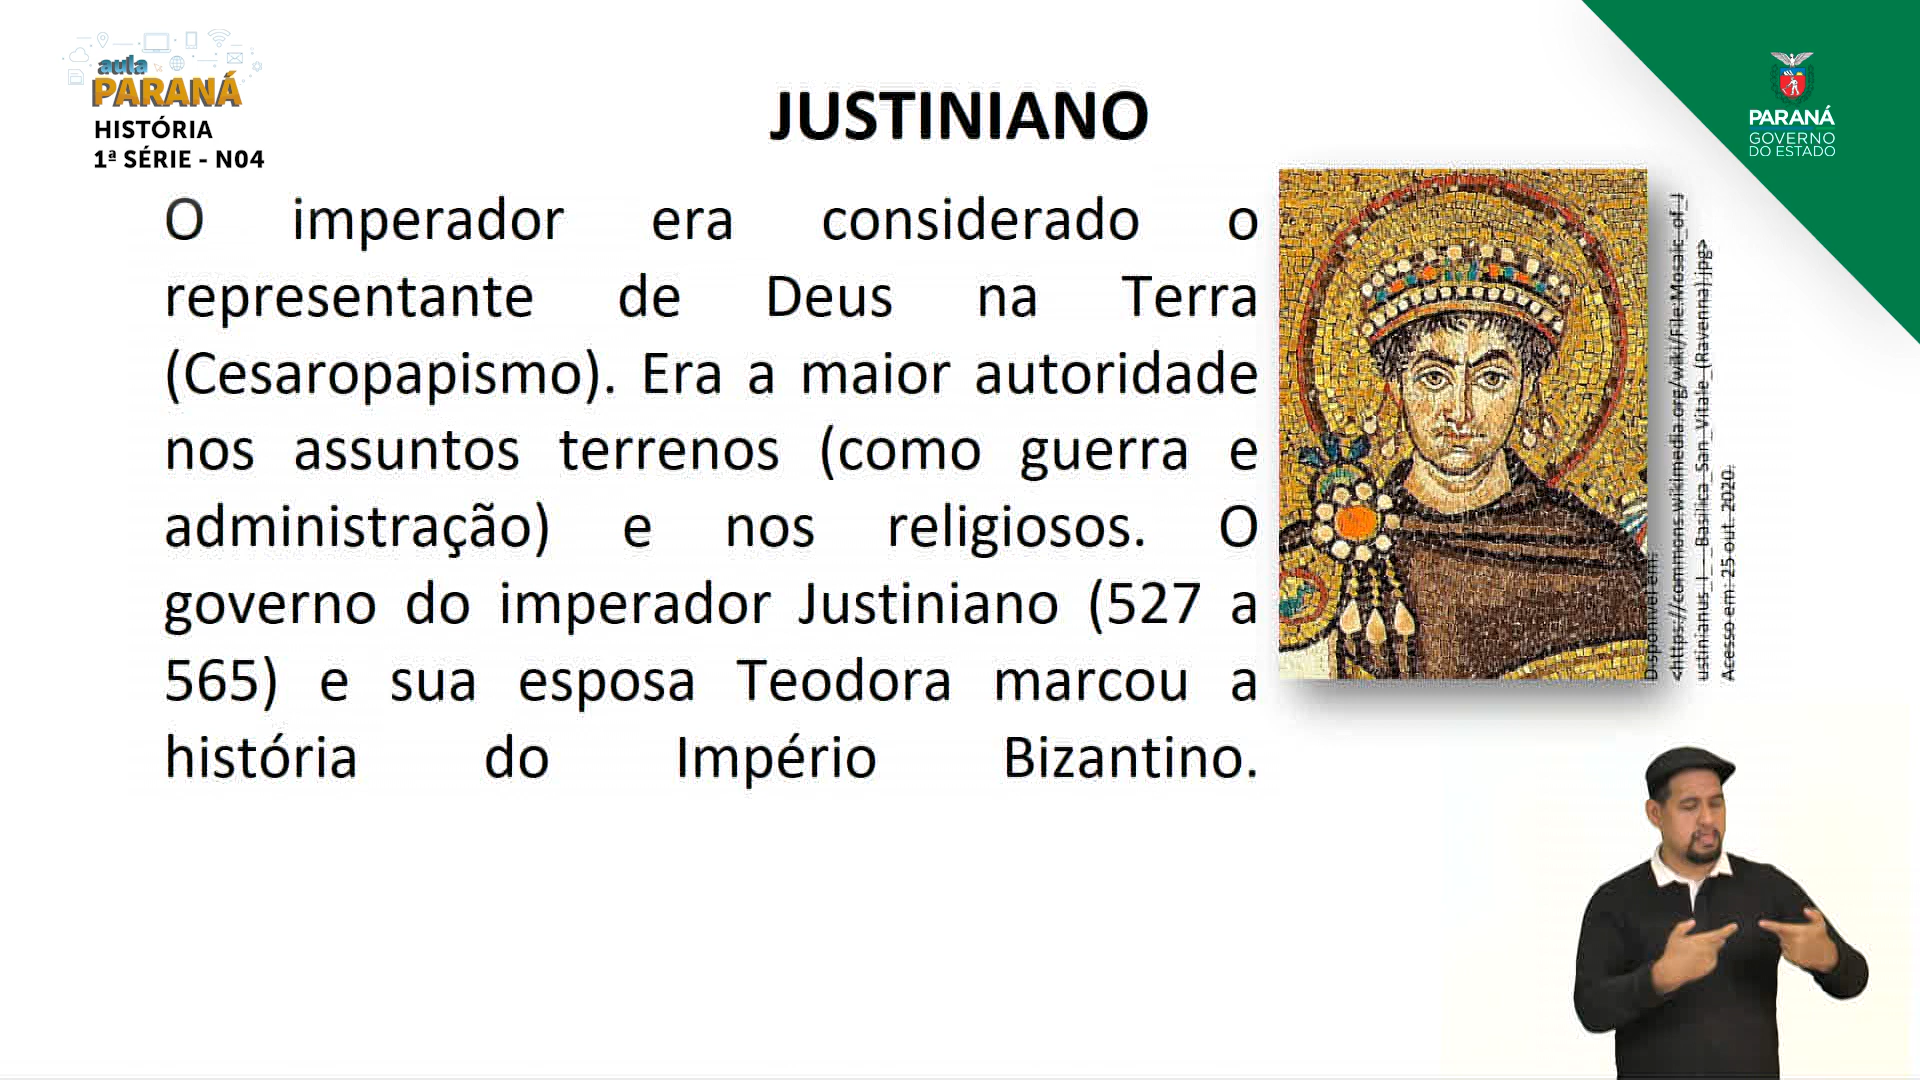 aula
PARANÁ
HISTÓRIA
1ª SÉRIE - N04
PARANÁ
GOVERNO
DO ESTADO
JUSTINIANO
O imperador era considerado o
representante de Deus na Terra
(Cesaropapismo). Era a maior autoridade
nos assuntos terrenos (como guerra e
administração) e nos religiosos. O
governo do imperador Justiniano (527 a
565) e sua esposa Teodora marcou a
história do Império Bizantino.
Disponível em:
<https://commons.wikimedia.org/wiki/File:Mosaic_of_J
ustinianus_I_-_Basilica_San_Vitale_(Ravenna).jpg>
Acesso em: 25 out. 2020.